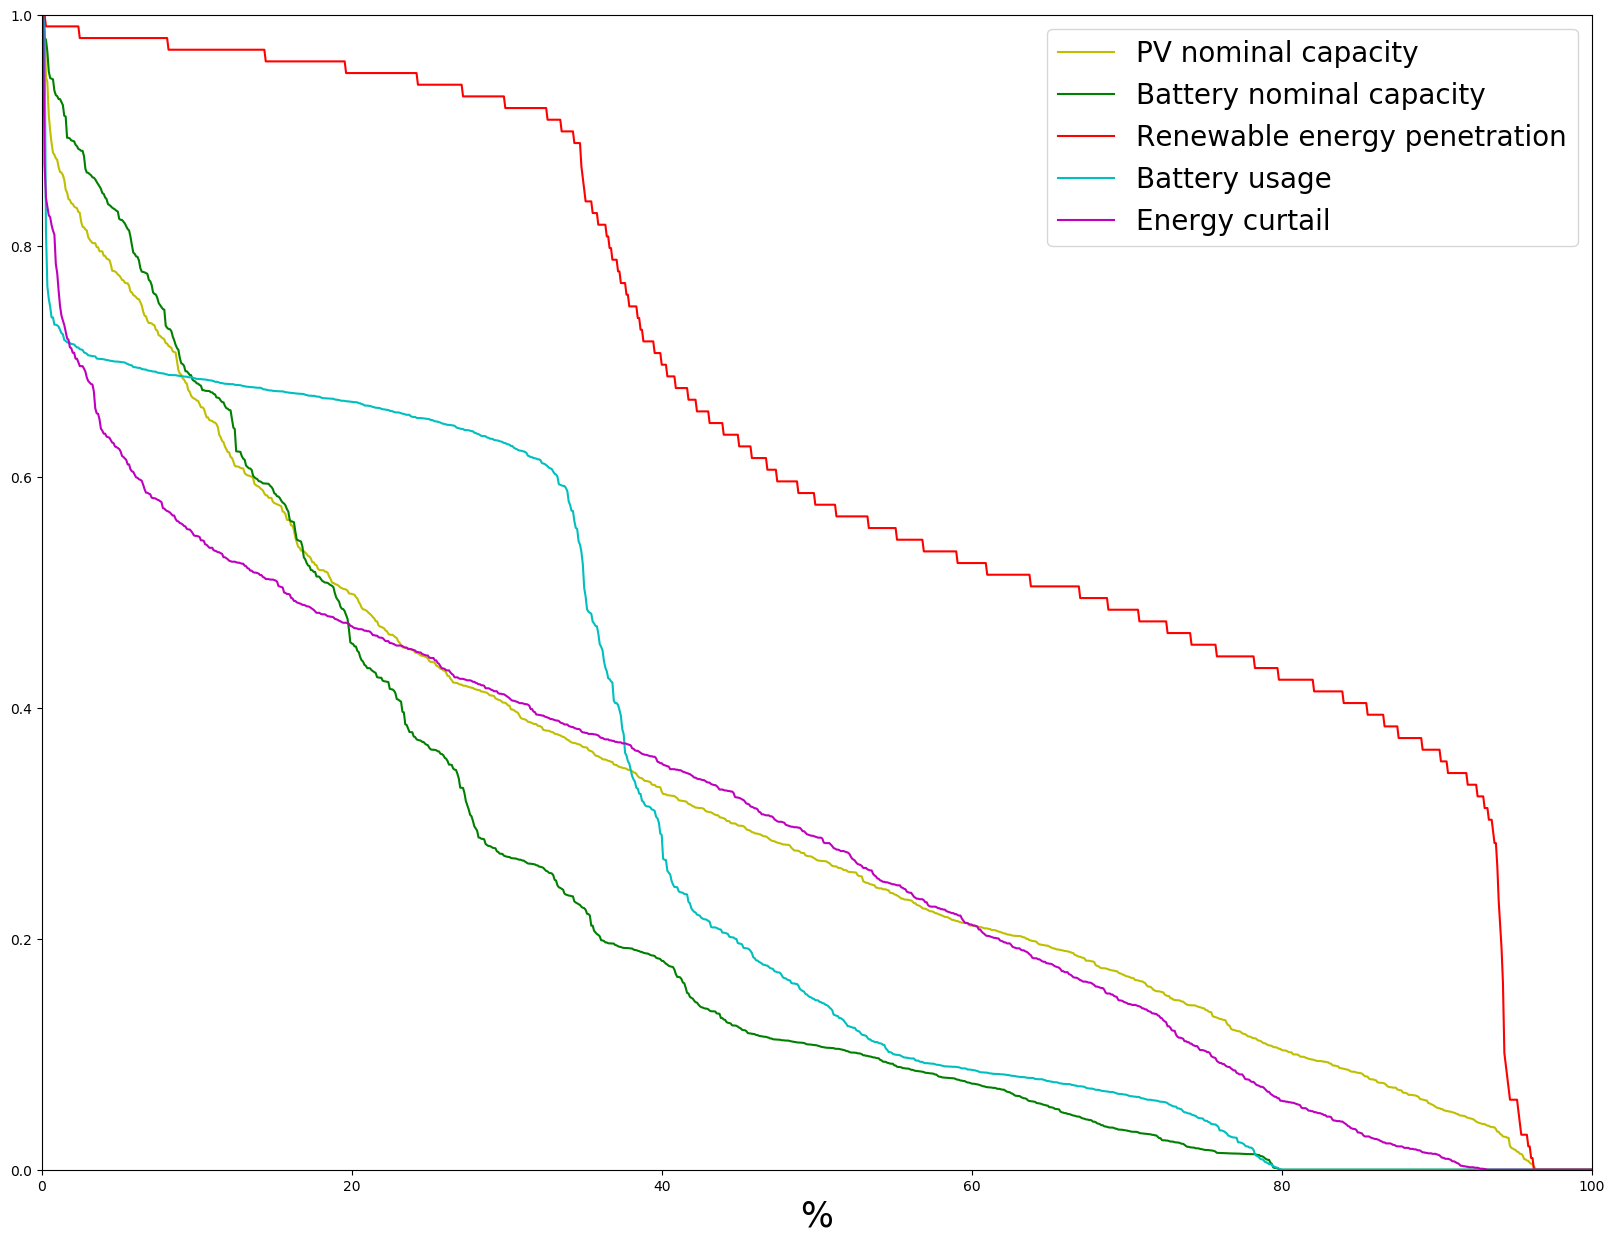 1.0
0.8
0.6
0.4
0.2
0.0
0 20 40 60 80 100
%
PV nominal capacity
Battery nominal capacity
Renewable energy penetration
Battery usage
Energy curtail